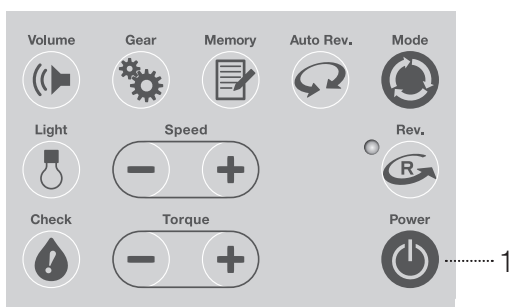 Volume Gear Memory Auto Rev. Mode
Light Speed Rev.
R
Check Torque Power
1